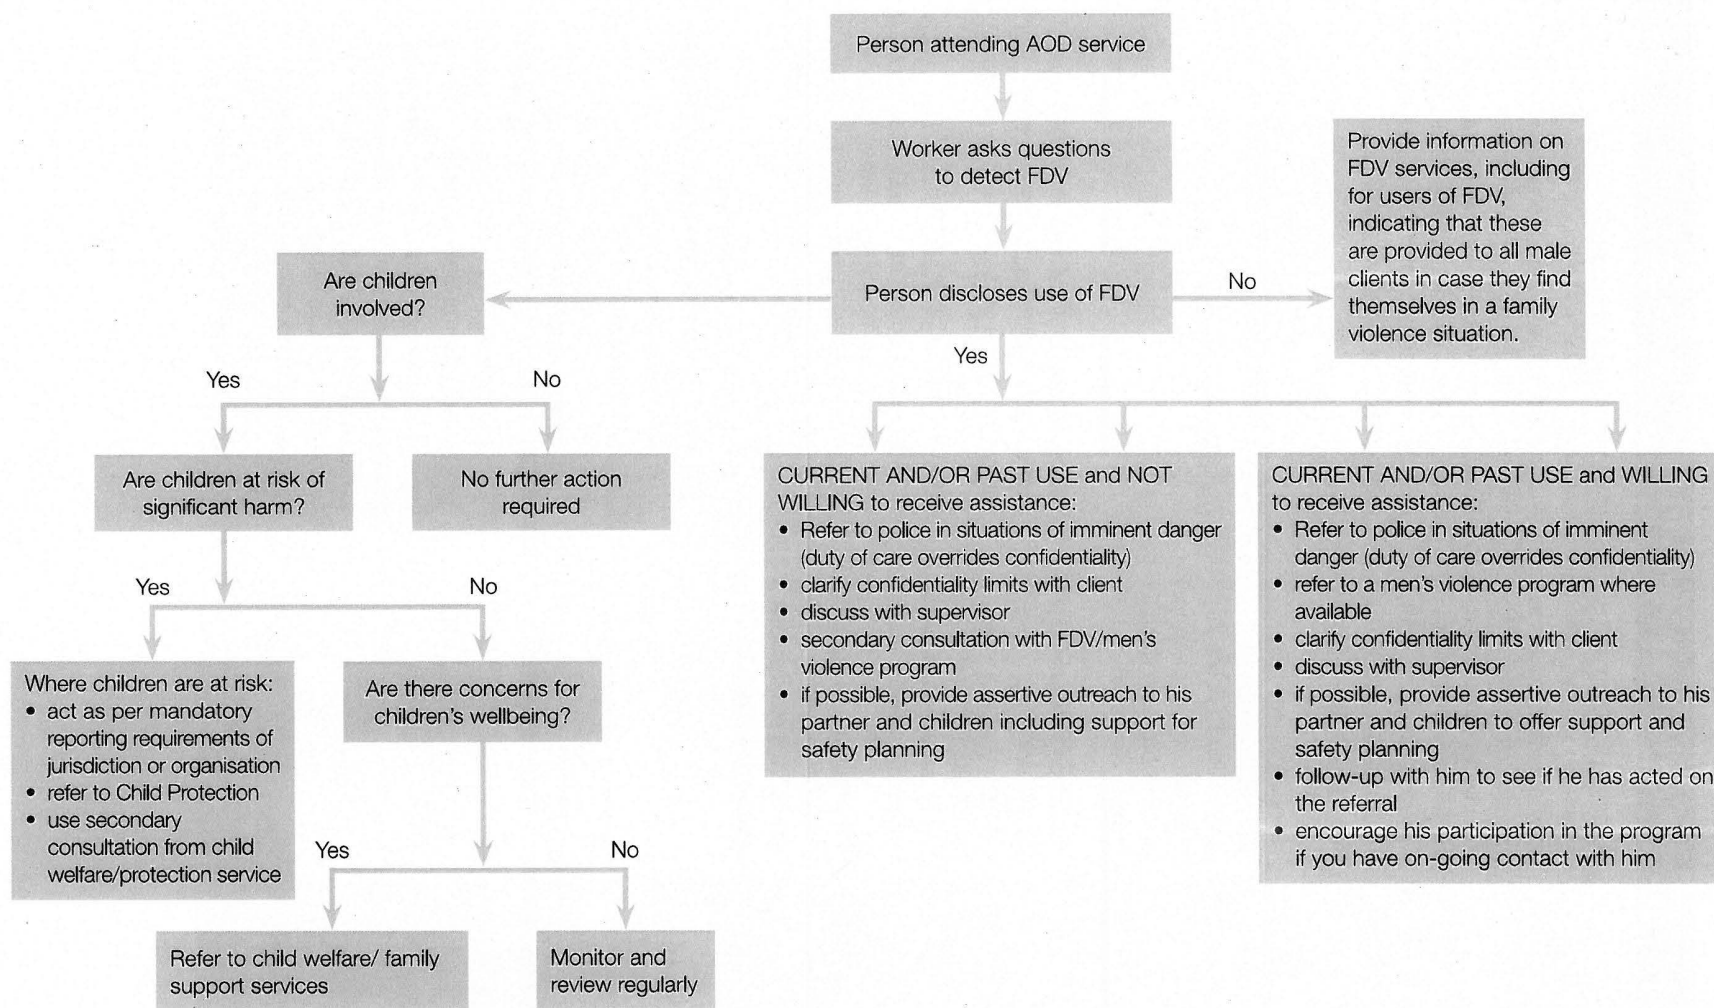 Person attending AOD service
Worker asks questions
to detect FDV
Provide information on
FDV services, including
for users of FDV,
indicating that these
are provided to all male
clients in case they find
themselves in a family
violence situation.
Are children
involved?
Person discloses use of FDV
No
Yes
Yes
No
Are children at risk of
significant harm?
No further action
required
CURRENT AND/OR PAST USE and NOT
WILLING to receive assistance:
• Refer to police in situations of imminent danger
(duty of care overrides confidentiality)
• clarify confidentiality limits with client
• discuss with supervisor
• secondary consultation with FDV/men's
violence program
• if possible, provide assertive outreach to his
partner and children including support for
safety planning
CURRENT AND/OR PAST USE and WILLING
to receive assistance:
• Refer to police in situations of imminent
danger (duty of care overrides confidentiality)
• refer to a men's violence program where
available
• clarify confidentiality limits with client
• discuss with supervisor
• if possible, provide assertive outreach to his
partner and children to offer support and
safety planning
• follow-up with him to see if he has acted on
the referral
• encourage his participation in the program
if you have on-going contact with him
Yes
No
Where children are at risk:
• act as per mandatory
reporting requirements of
jurisdiction or organisation
• refer to Child Protection
• use secondary
consultation from child
welfare/protection service
Are there concerns for
children's wellbeing?
Yes
No
Refer to child welfare/ family
support services
Monitor and
review regularly